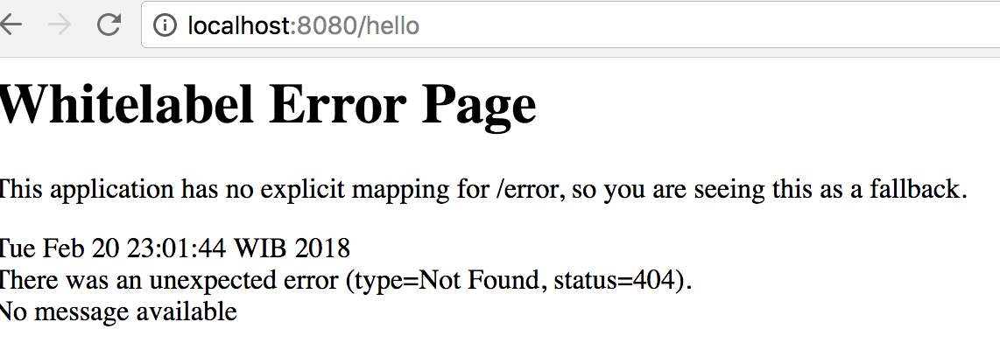 localhost:8080/hello
Whitelabel Error Page
This application has no explicit mapping for /error, so you are seeing this as a fallback.
Tue Feb 20 23:01:44 WIB 2018
There was an unexpected error (type=Not Found, status=404).
No message available